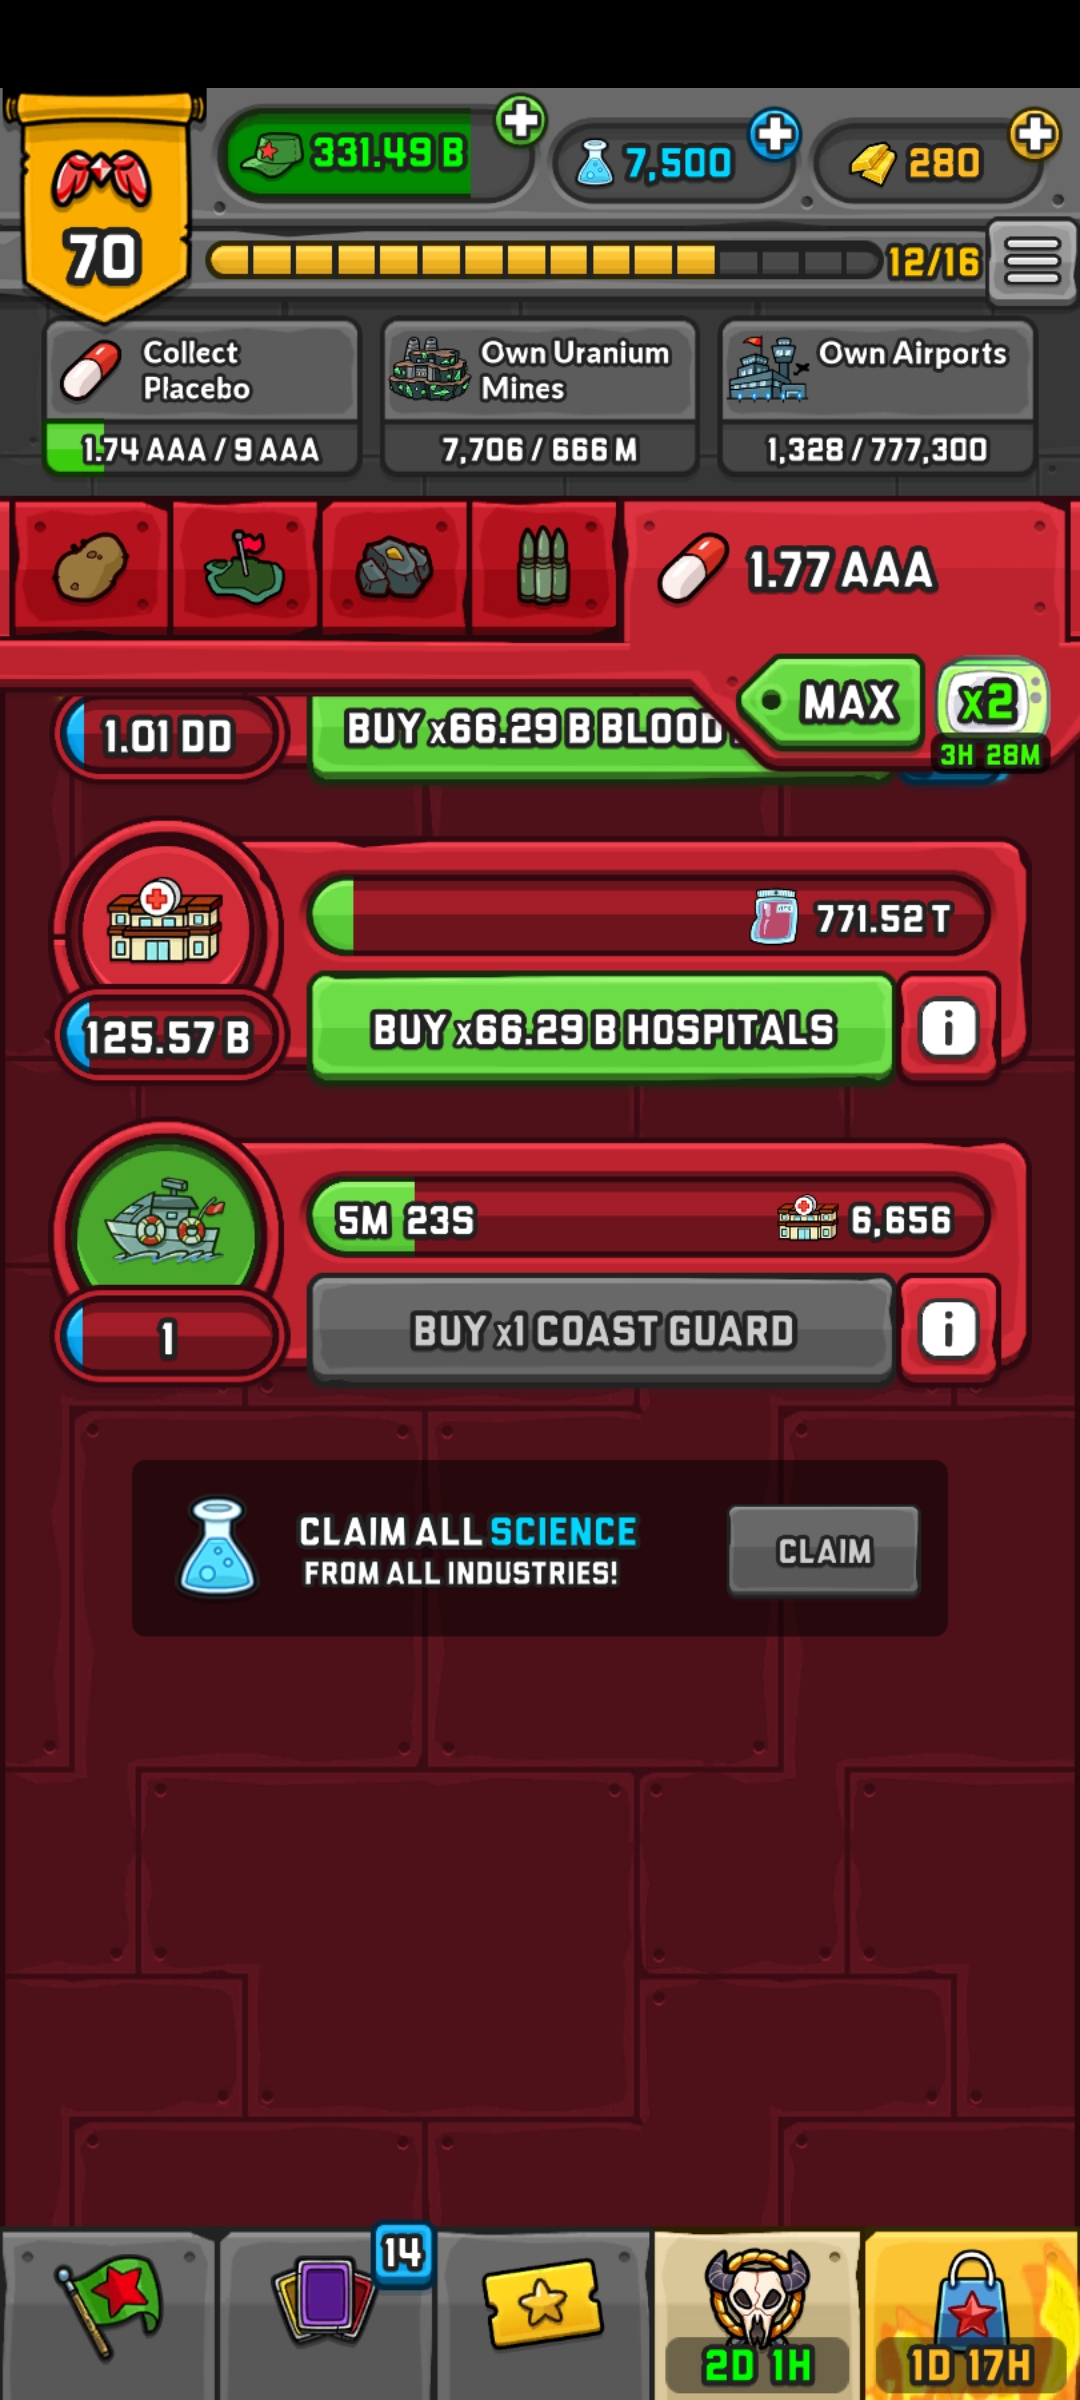 331.49 B
7,500
280
70
12/16
Collect
Placebo
1.74 AAA / 9 AAA
Own Uranium
Mines
7,706 / 666 M
Own Airports
1,328 / 777,300
1.77 AAA
MAX
x2
3H 28M
1.01 DD
BUY x66.29 B BLOOD
771.52 T
125.57 B
BUY x66.29 B HOSPITALS
i
5M 23S
6,656
1
BUY x1 COAST GUARD
i
CLAIM ALL SCIENCE
FROM ALL INDUSTRIES!
CLAIM
14
2D 1H
1D 17H